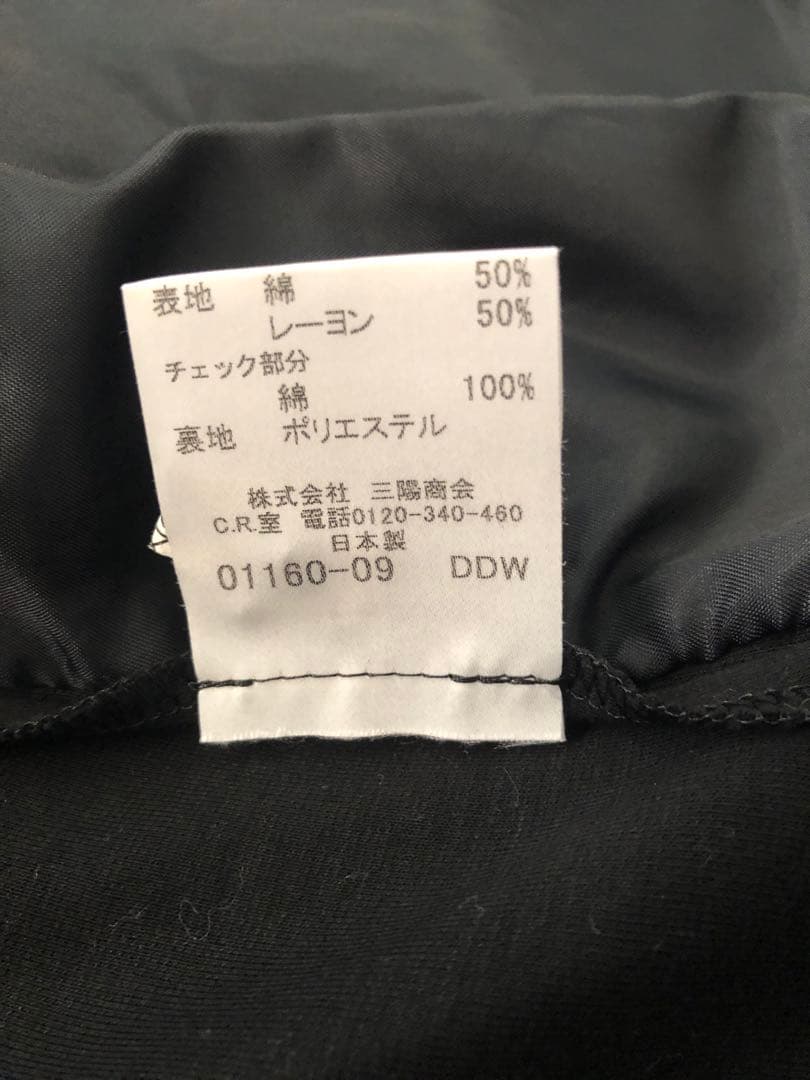 表地 綿 50%
レーヨン 50%
チェック部分
綿 100%
裏地 ポリエステル
株式会社 三陽商会
C.R.室 電話0120-340-460
日本製
01160-09 DDW